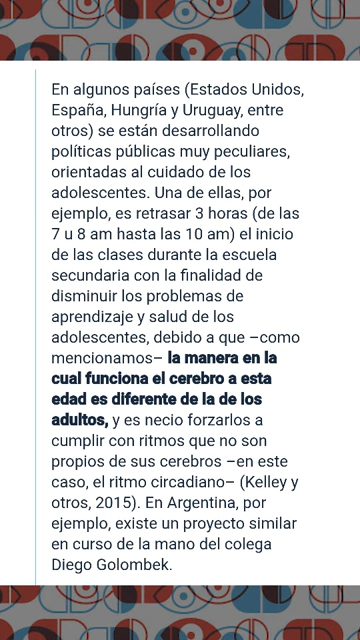 En algunos países (Estados Unidos,
España, Hungría y Uruguay, entre
otros) se están desarrollando
políticas públicas muy peculiares,
orientadas al cuidado de los
adolescentes. Una de ellas, por
ejemplo, es retrasar 3 horas (de las
7 u 8 am hasta las 10 am) el inicio
de las clases durante la escuela
secundaria con la finalidad de
disminuir los problemas de
aprendizaje y salud de los
adolescentes, debido a que –como
mencionamos– la manera en la
cual funciona el cerebro a esta
edad es diferente de la de los
adultos, y es necio forzarlos a
cumplir con ritmos que no son
propios de sus cerebros –en este
caso, el ritmo circadiano– (Kelley y
otros, 2015). En Argentina, por
ejemplo, existe un proyecto similar
en curso de la mano del colega
Diego Golombek.